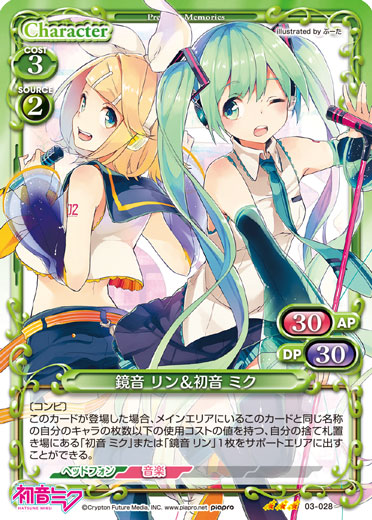 Precious Memories
Character
illustrated by ぶーた
COST
3
SOURCE
2
02
30 AP
DP 30
鏡音 リン&初音 ミク
〔コンビ〕
このカードが登場した場合、メインエリアにいるこのカードと同じ名称
の自分のキャラの枚数以下の使用コストの値を持つ、自分の捨て札置
き場にある「初音 ミク」または「鏡音 リン」1枚をサポートエリアに出す
ことができる。
ヘッドフォン 音楽
初音ミク
HATSUNE MIKU
©Crypton Future Media, INC. www.piapro.net piapro
03-028